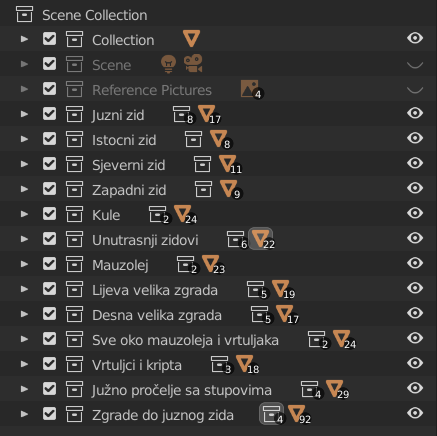 Scene Collection
Collection
Scene
Reference Pictures 4
Juzni zid 8 17
Istocni zid 8
Sjeverni zid 11
Zapadni zid 9
Kule 2 24
Unutrasnji zidovi 6 22
Mauzolej 2 23
Lijeva velika zgrada 5 19
Desna velika zgrada 5 17
Sve oko mauzoleja i vrtuljaka 2 24
Vrtuljci i kripta 3 18
Južno pročelje sa stupovima 4 29
Zgrade do juznog zida 4 92